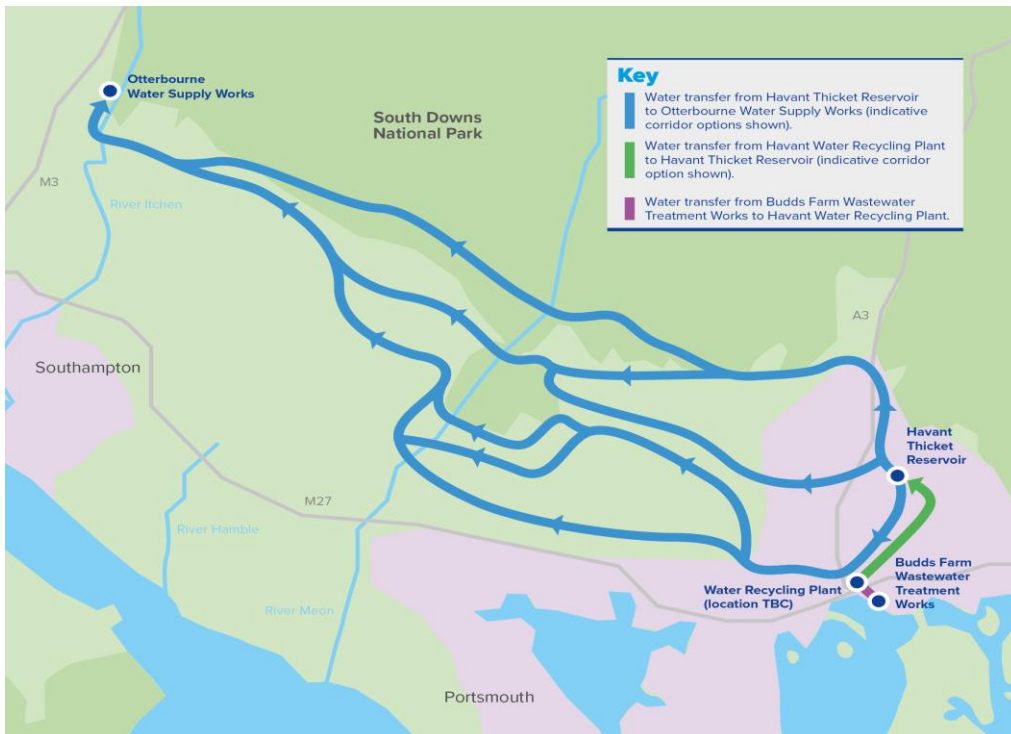 Otterbourne
Water Supply Works
South Downs
National Park
Key
Water transfer from Havant Thicket Reservoir
to Otterbourne Water Supply Works (indicative
corridor options shown).
Water transfer from Havant Water Recycling Plant
to Havant Thicket Reservoir (indicative corridor
option shown).
Water transfer from Budds Farm Wastewater
Treatment Works to Havant Water Recycling Plant.
M3
River Itchen
A3
Southampton
Havant
Thicket
Reservoir
M27
River Hamble
Budds Farm
Wastewater
Treatment
Works
Water Recycling Plant
(location TBC)
River Meon
Portsmouth